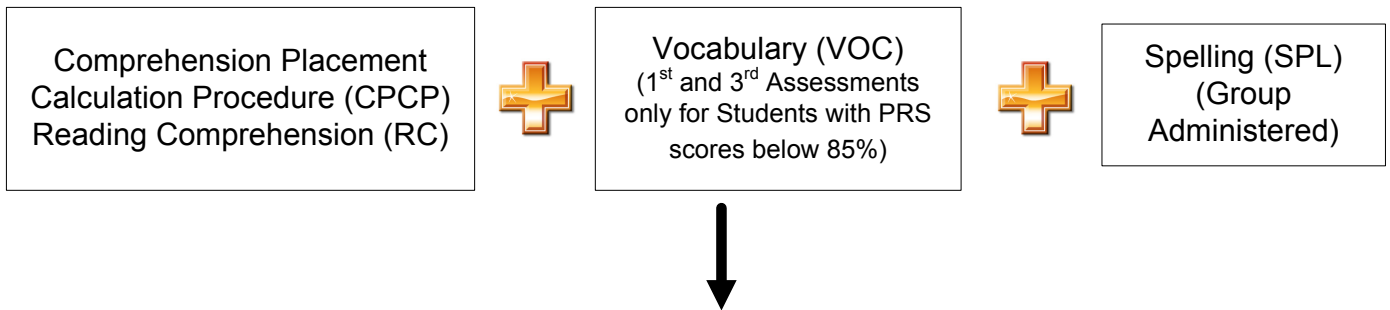 Comprehension Placement
Calculation Procedure (CPCP)
Reading Comprehension (RC)
Vocabulary (VOC)
(1st and 3rd Assessments
only for Students with PRS
scores below 85%)
Spelling (SPL)
(Group
Administered)